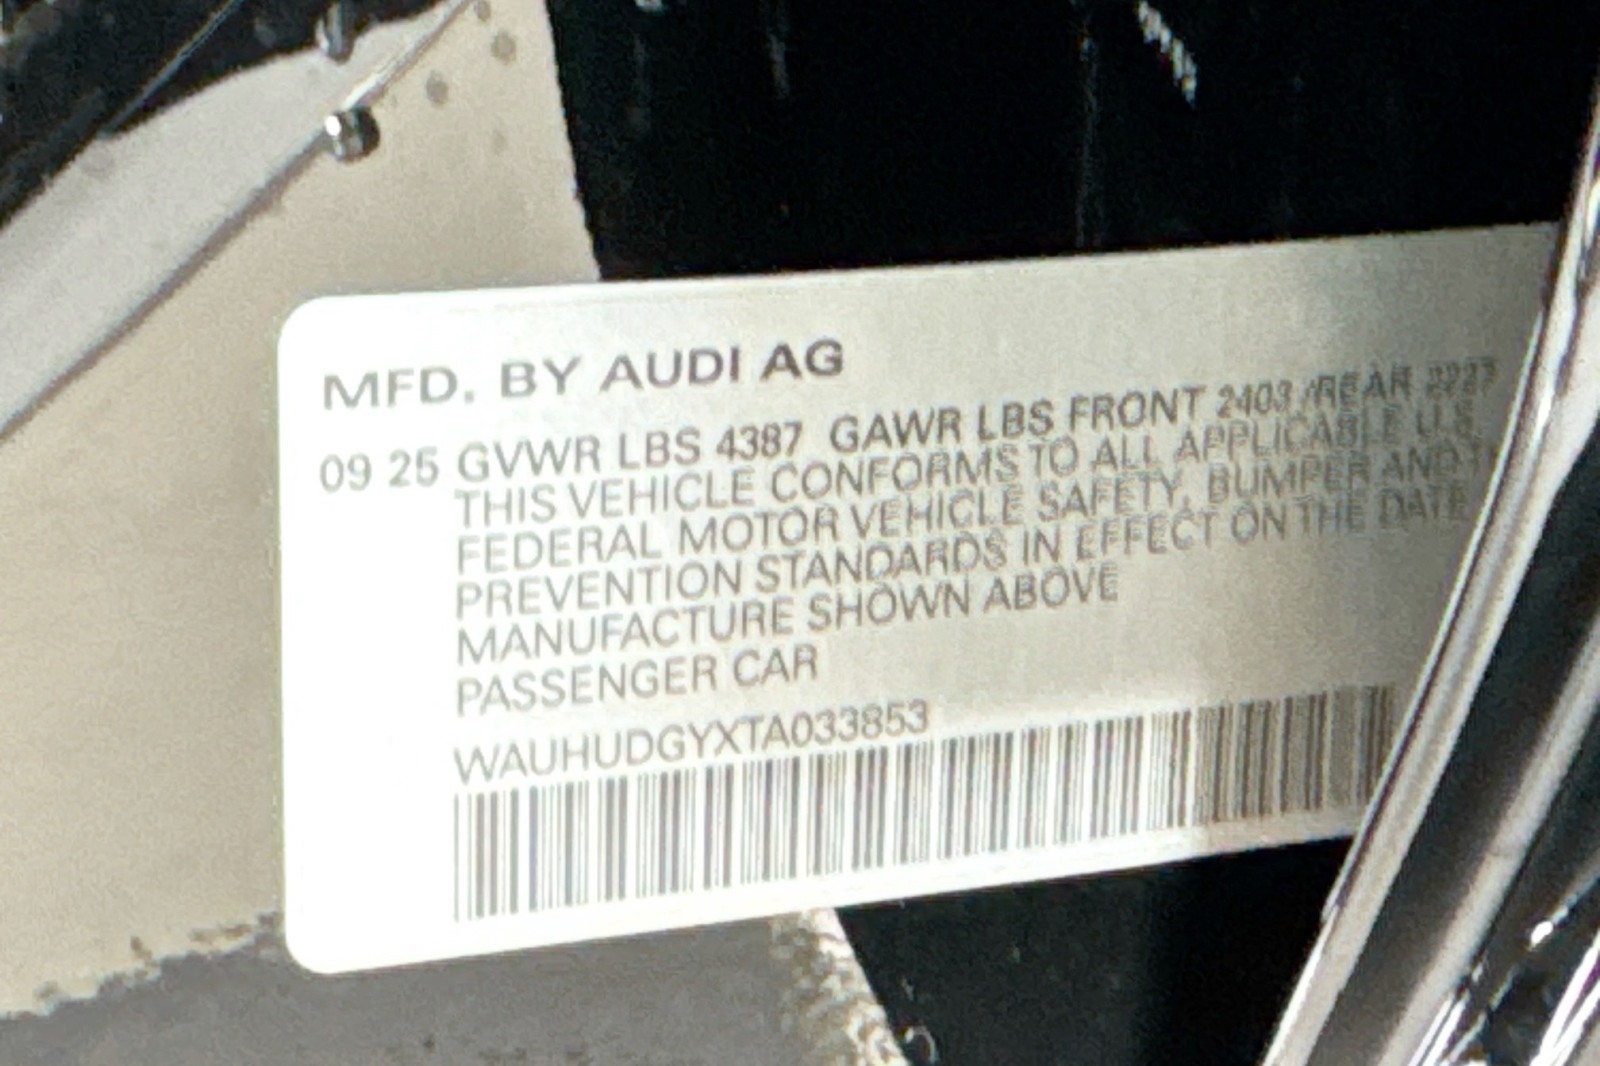 MFD. BY AUDI AG
09 25 GVWR LBS 4387 GAWR LBS FRONT 2403 /REAR 2227
THIS VEHICLE CONFORMS TO ALL APPLICABLE U.S.
FEDERAL MOTOR VEHICLE SAFETY, BUMPER AND
PREVENTION STANDARDS IN EFFECT ON THE DATE
MANUFACTURE SHOWN ABOVE
PASSENGER CAR
WAUHUDGYXTA033853